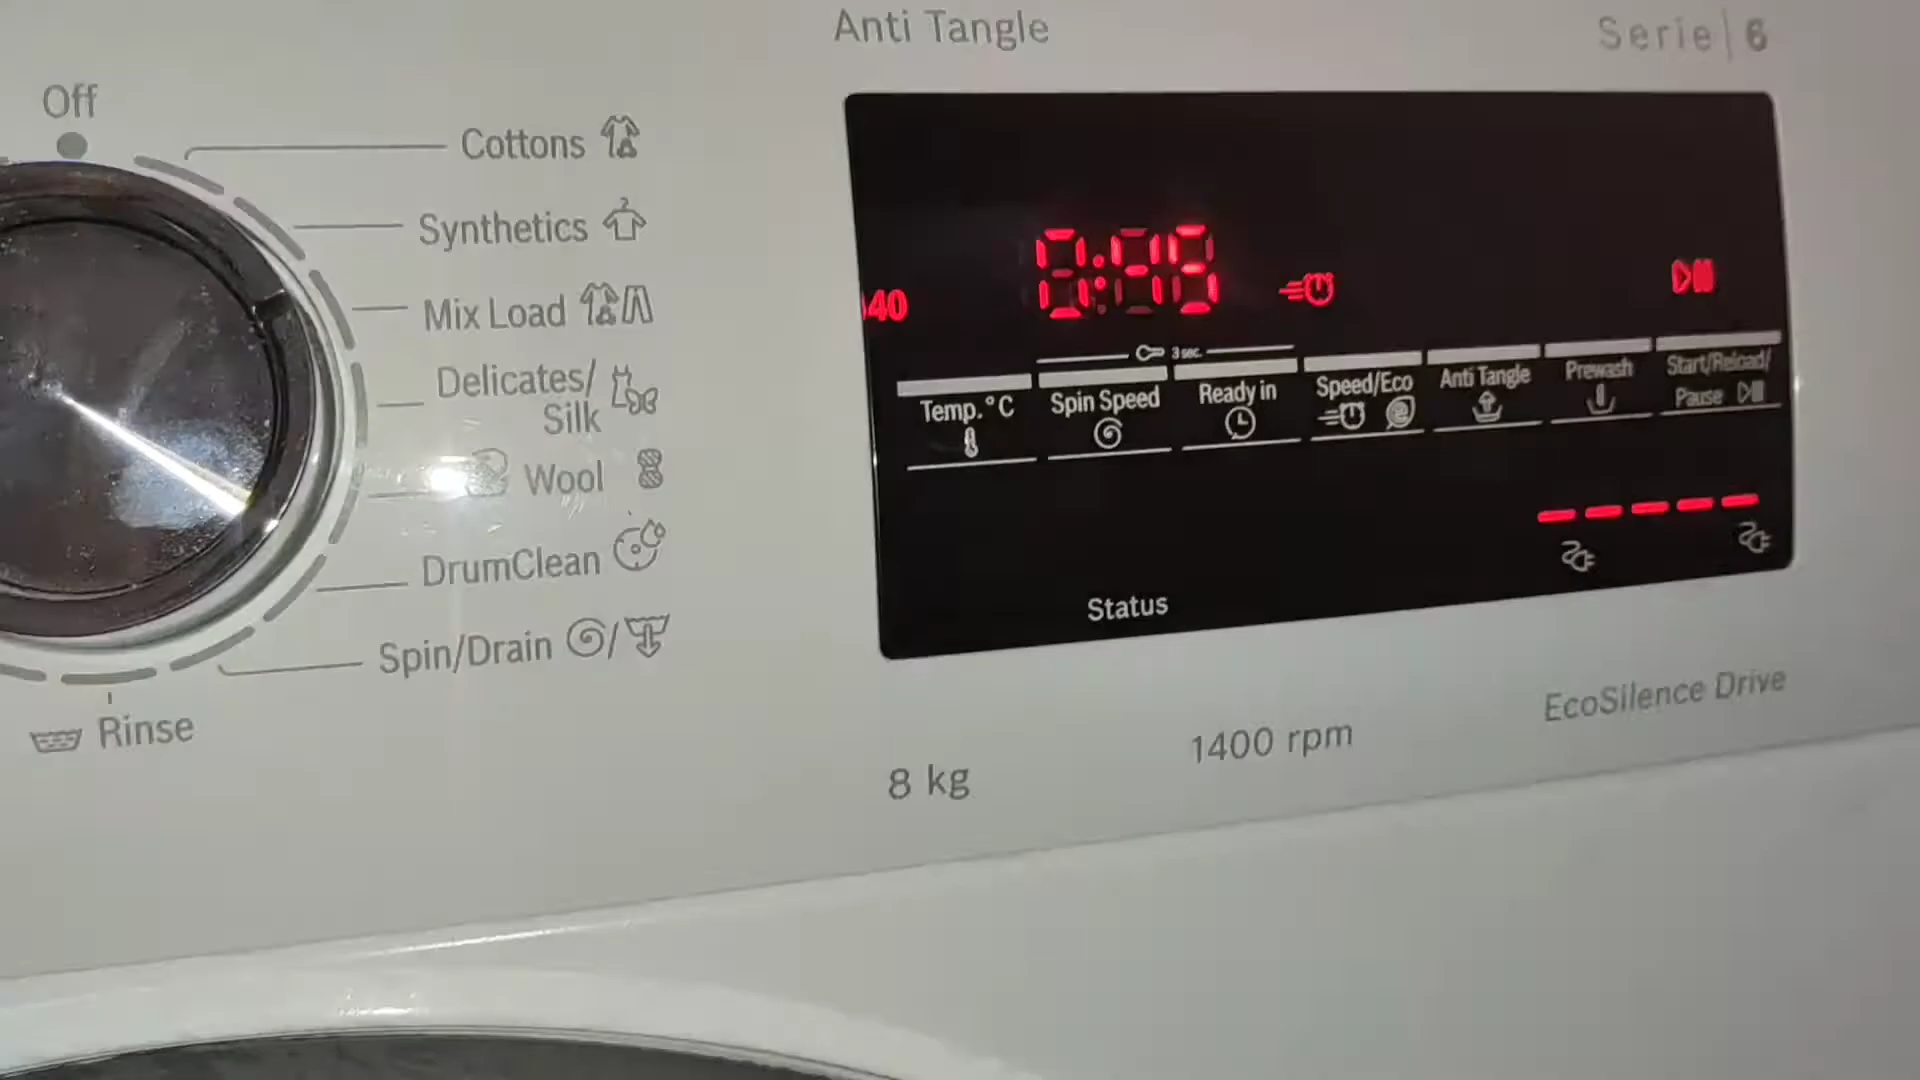 Anti Tangle
Serie | 6
Off
Cottons
Synthetics
Mix Load
Delicates/
Silk
Wool
DrumClean
Spin/Drain
Rinse
40
3 sec.
Temp. °C
Spin Speed
Ready in
Speed/Eco
Anti Tangle
Prewash
Start/Reload/
Pause
Status
8 kg
1400 rpm
EcoSilence Drive